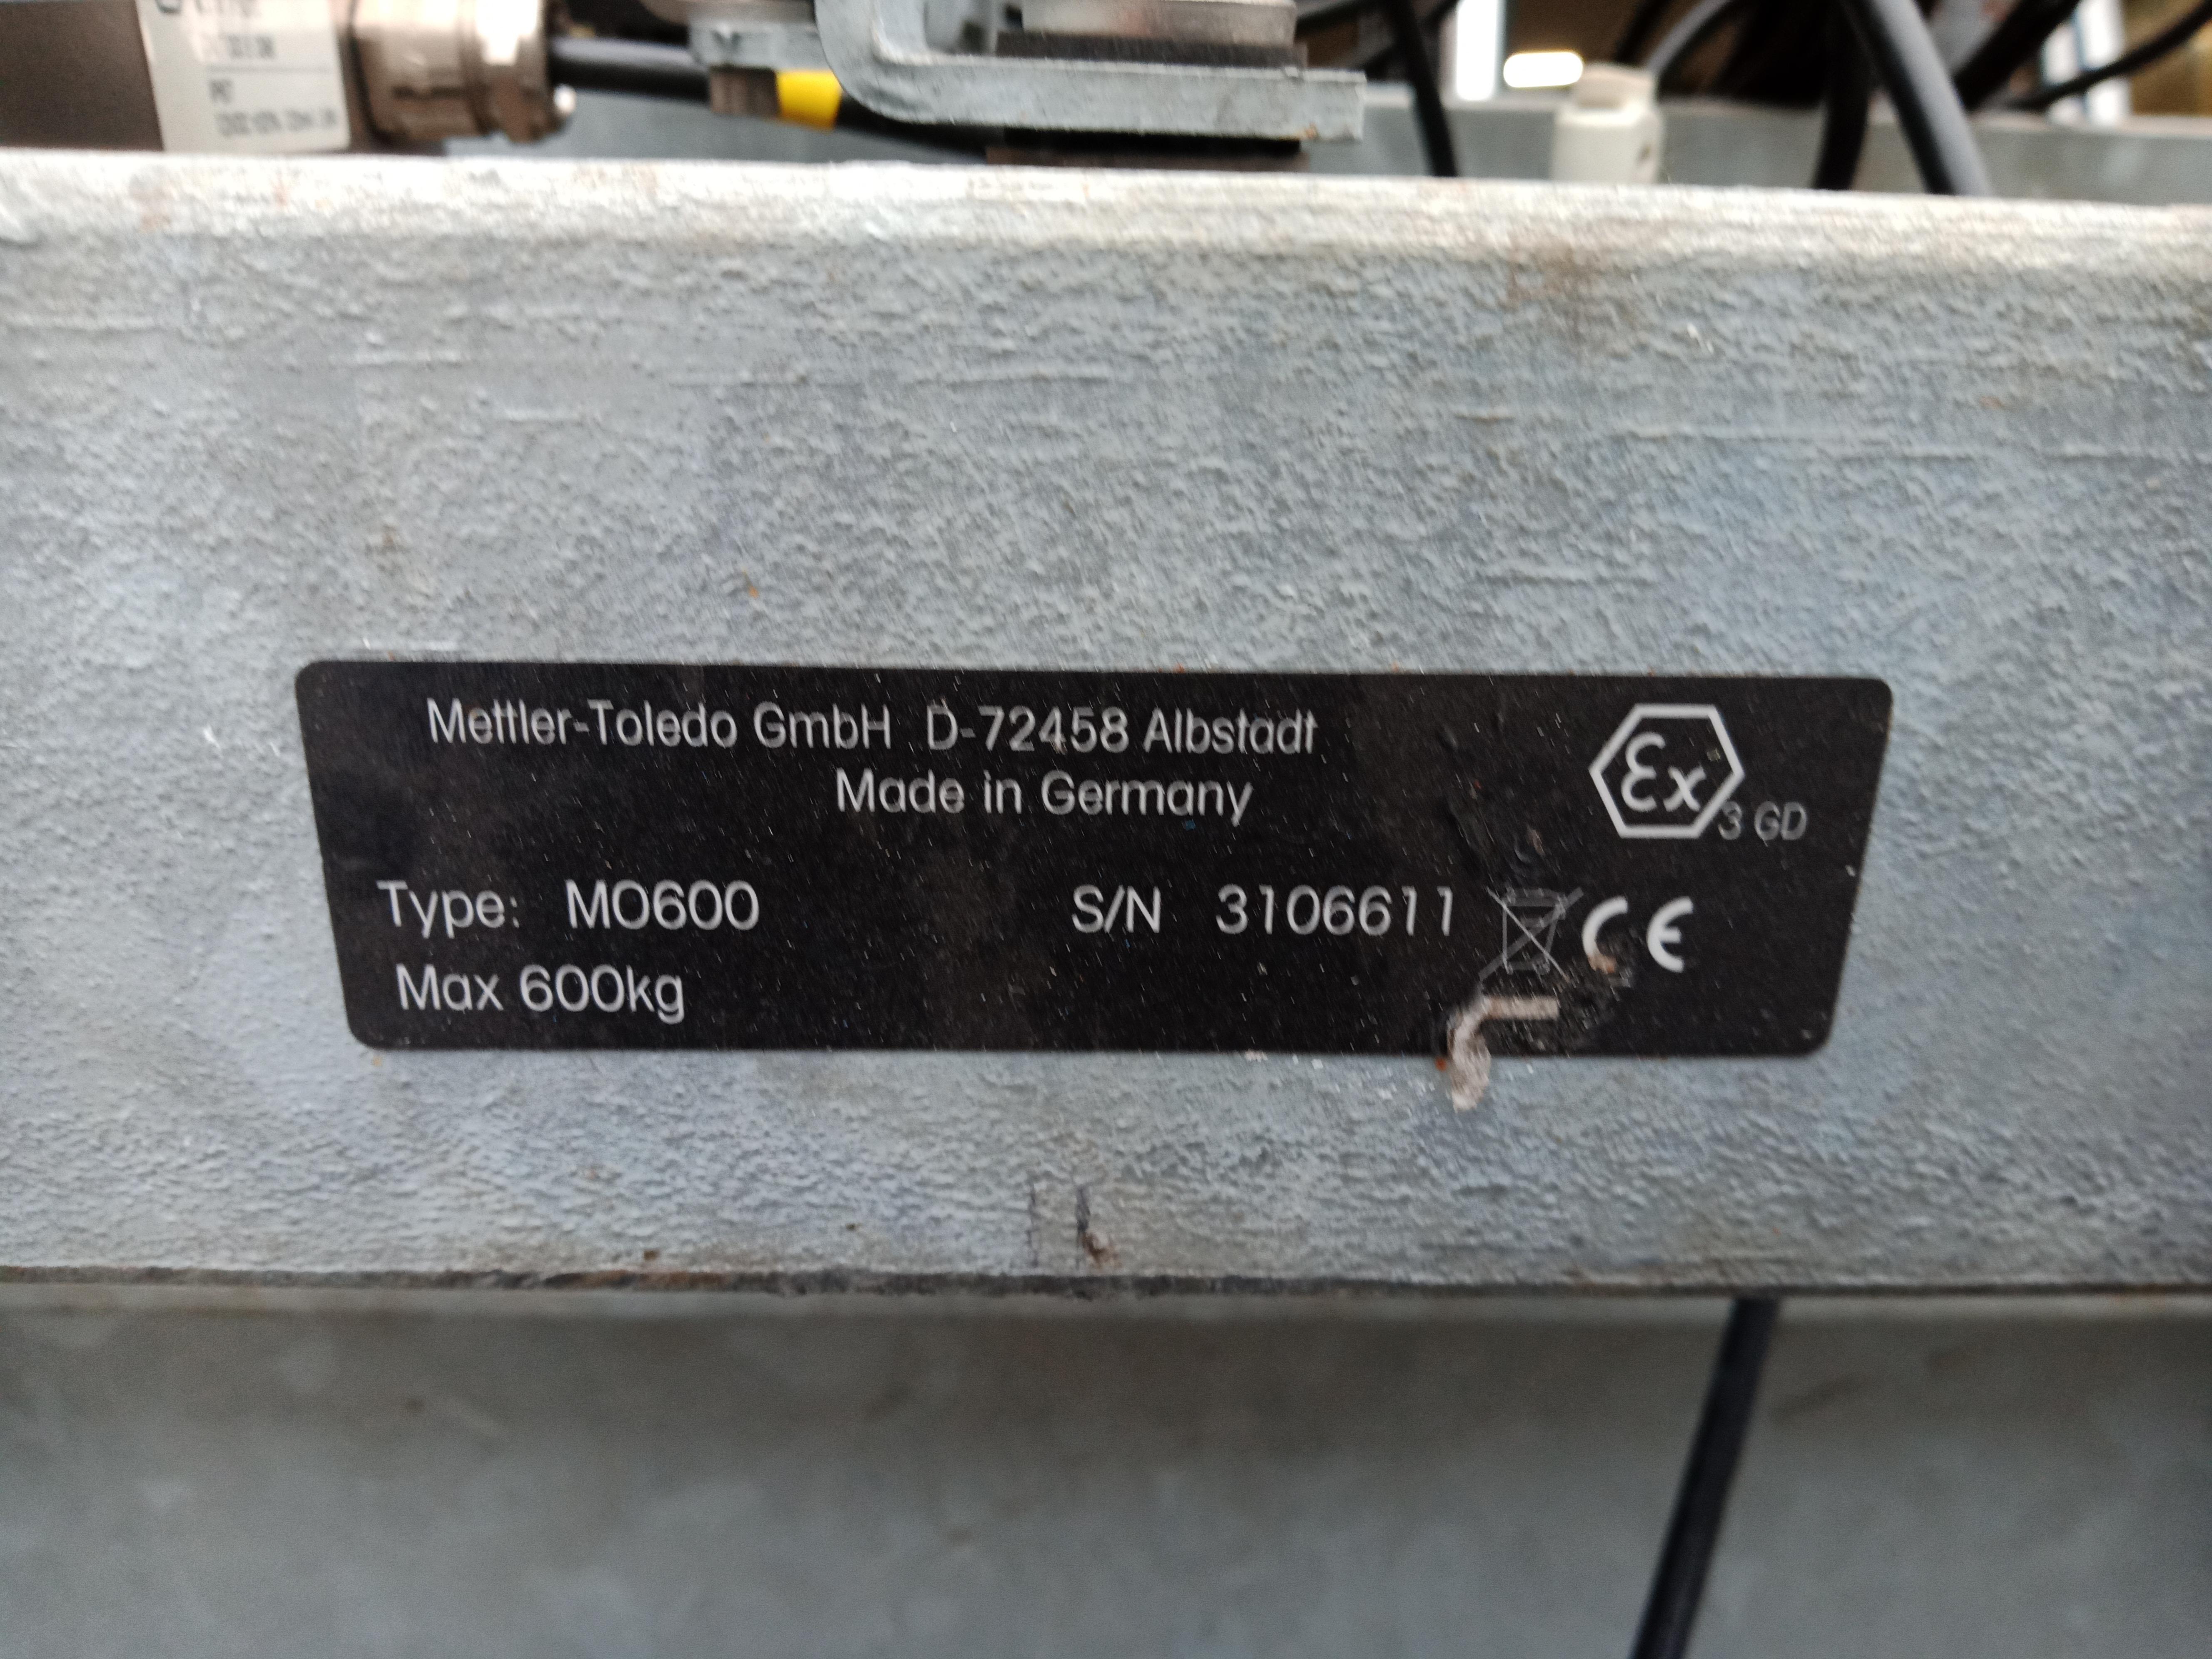 Mettler-Toledo GmbH D-72458 Albstadt
Made in Germany
Ex 3 GD
Type: MO600
S/N 3106611
CE
Max 600kg